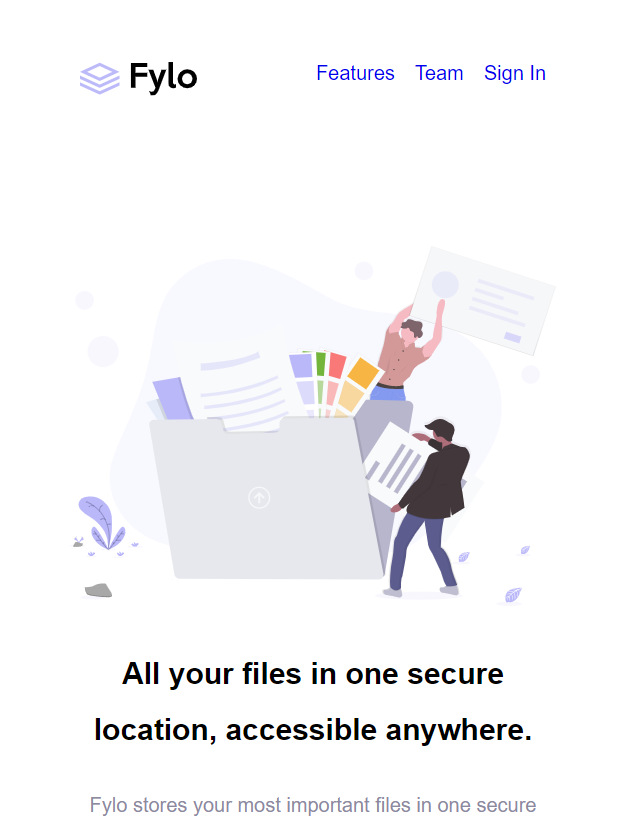 Fylo
Features Team Sign In
All your files in one secure
location, accessible anywhere.
Fylo stores your most important files in one secure